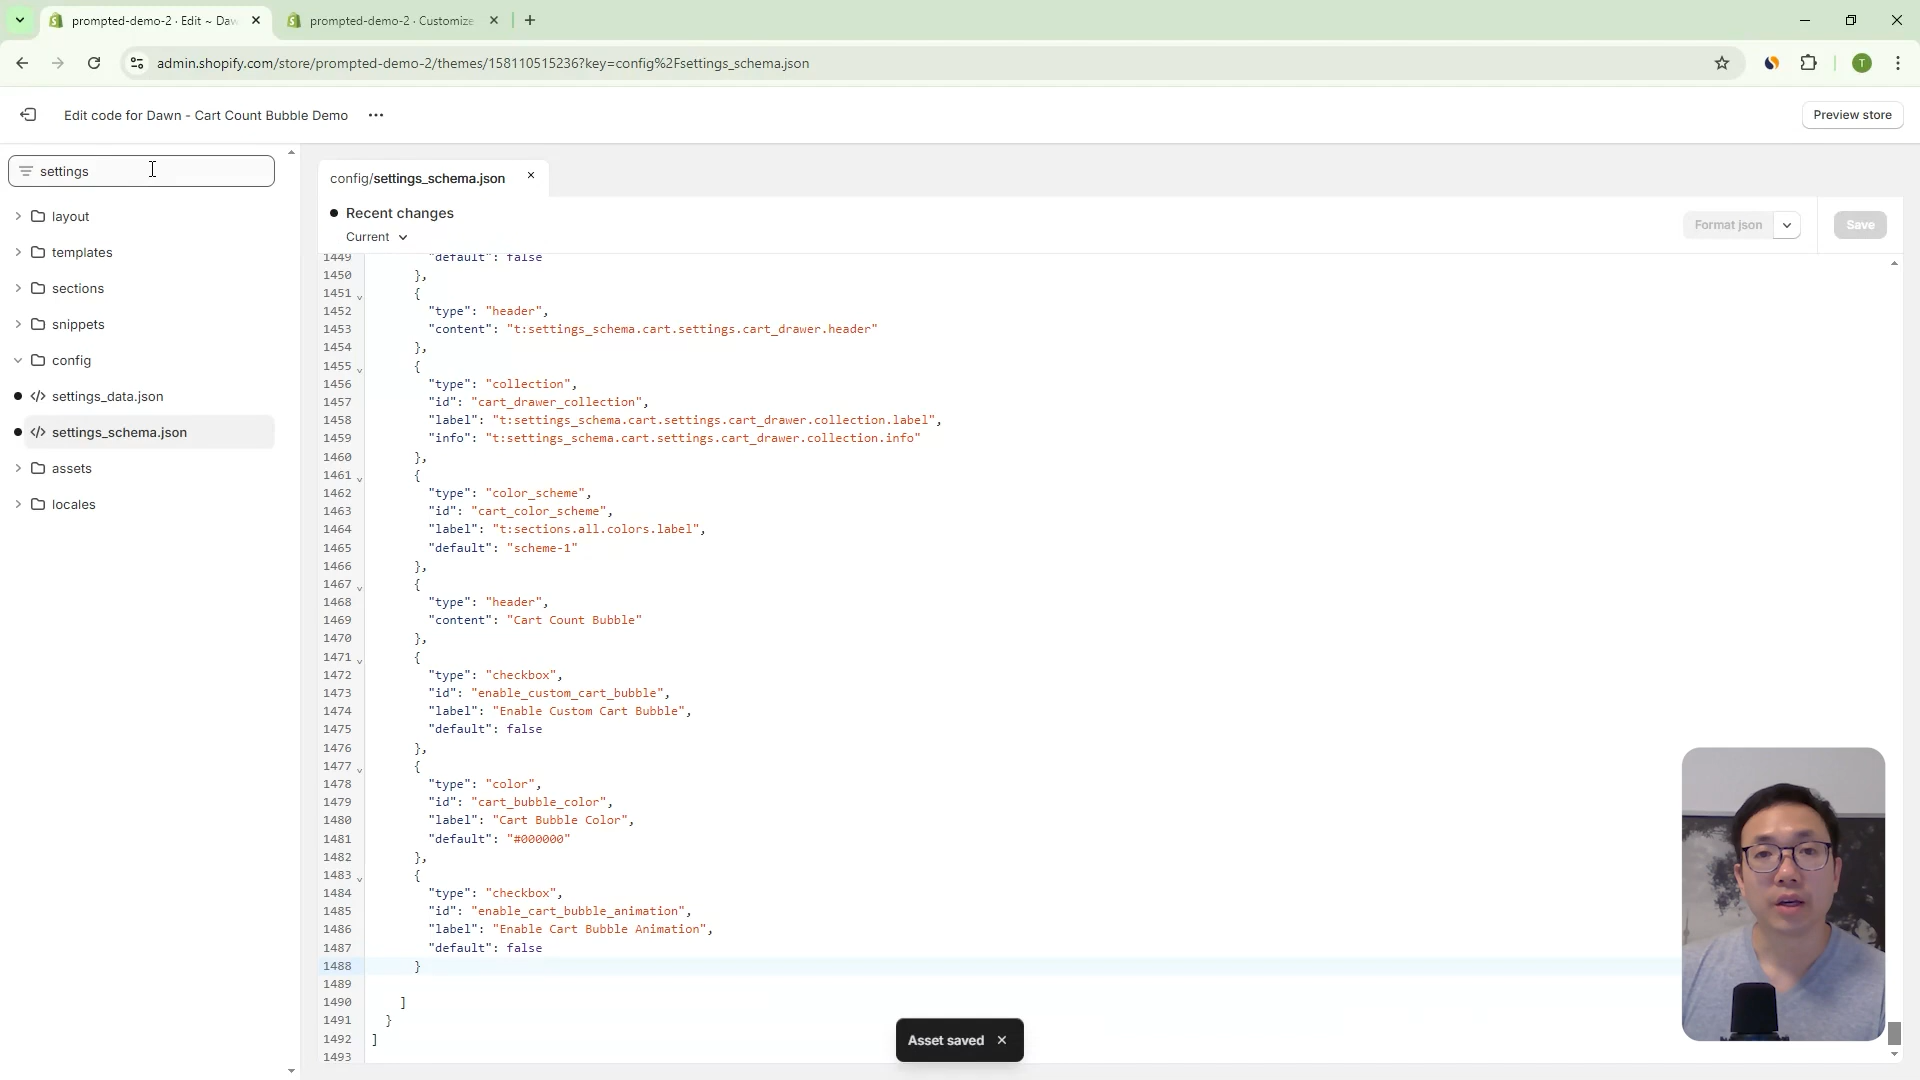 prompted-demo-2 · Edit ~ Daw
prompted-demo-2 · Customize
admin.shopify.com/store/prompted-demo-2/themes/158110515236?key=config%2Fsettings_schema.json
T
Edit code for Dawn - Cart Count Bubble Demo
Preview store
settings
layout
templates
sections
snippets
config
settings_data.json
settings_schema.json
assets
locales
config/settings_schema.json
Recent changes
Current
Format json
Save
1449 "default": false
1450 },
1451 {
1452 "type": "header",
1453 "content": "t:settings_schema.cart.settings.cart_drawer.header"
1454 },
1455 {
1456 "type": "collection",
1457 "id": "cart_drawer_collection",
1458 "label": "t:settings_schema.cart.settings.cart_drawer.collection.label",
1459 "info": "t:settings_schema.cart.settings.cart_drawer.collection.info"
1460 },
1461 {
1462 "type": "color_scheme",
1463 "id": "cart_color_scheme",
1464 "label": "t:sections.all.colors.label",
1465 "default": "scheme-1"
1466 },
1467 {
1468 "type": "header",
1469 "content": "Cart Count Bubble"
1470 },
1471 {
1472 "type": "checkbox",
1473 "id": "enable_custom_cart_bubble",
1474 "label": "Enable Custom Cart Bubble",
1475 "default": false
1476 },
1477 {
1478 "type": "color",
1479 "id": "cart_bubble_color",
1480 "label": "Cart Bubble Color",
1481 "default": "#000000"
1482 },
1483 {
1484 "type": "checkbox",
1485 "id": "enable_cart_bubble_animation",
1486 "label": "Enable Cart Bubble Animation",
1487 "default": false
1488 }
1489
1490 ]
1491 }
1492 ]
1493
Asset saved